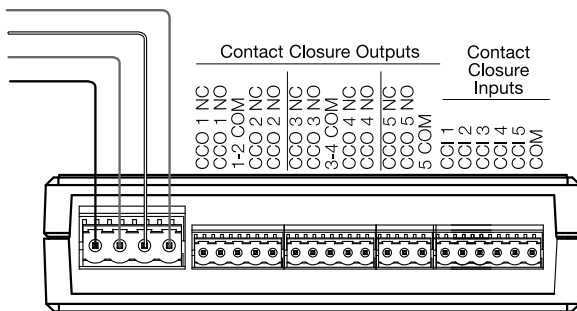 Contact Closure Outputs
Contact
Closure
Inputs
CCO 1 NC
CCO 1 NO
1-2 COM
CCO 2 NC
CCO 2 NO
CCO 3 NC
CCO 3 NO
3-4 COM
CCO 4 NC
CCO 4 NO
CCO 5 NC
CCO 5 NO
5 COM
CCI 1
CCI 2
CCI 3
CCI 4
CCI 5
COM